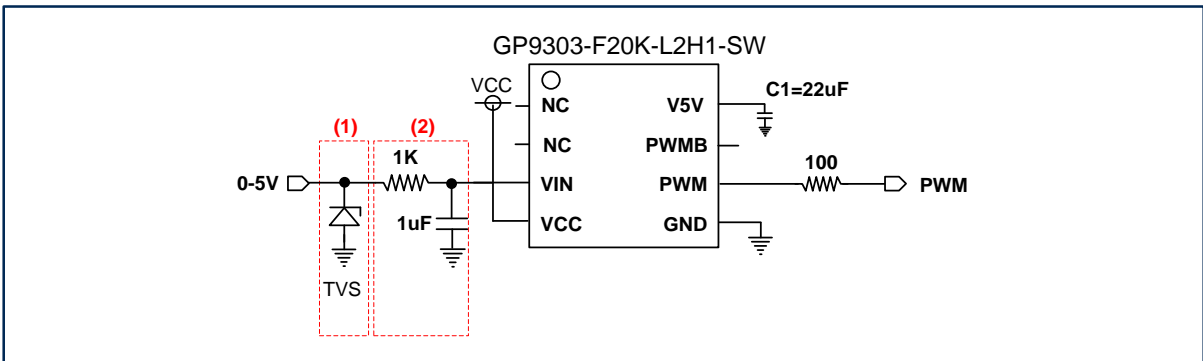 GP9303-F20K-L2H1-SW
VCC
C1=22uF
NC
V5V
(1)
(2)
NC
PWMB
1K
100
0-5V
VIN
PWM
PWM
1uF
VCC
GND
TVS